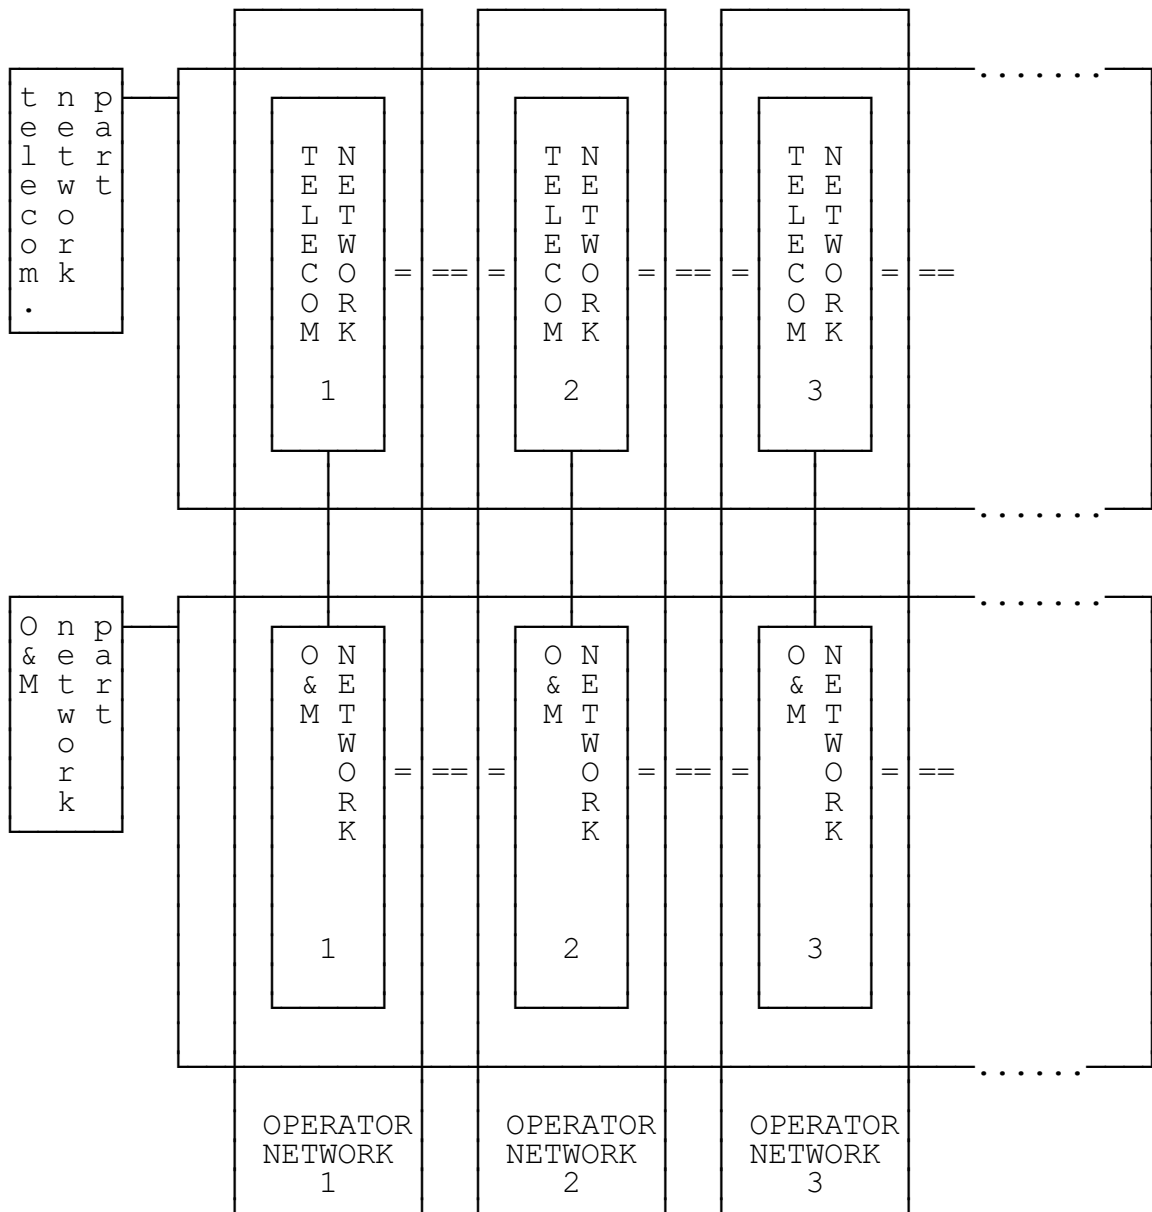 telecom.
network
part
TELECOM
NETWORK
1
TELECOM
NETWORK
2
TELECOM
NETWORK
3
= == =
= == =
= ==
O&M
network
part
O&M
NETWORK
1
O&M
NETWORK
2
O&M
NETWORK
3
= == =
= == =
= ==
OPERATOR
NETWORK
1
OPERATOR
NETWORK
2
OPERATOR
NETWORK
3